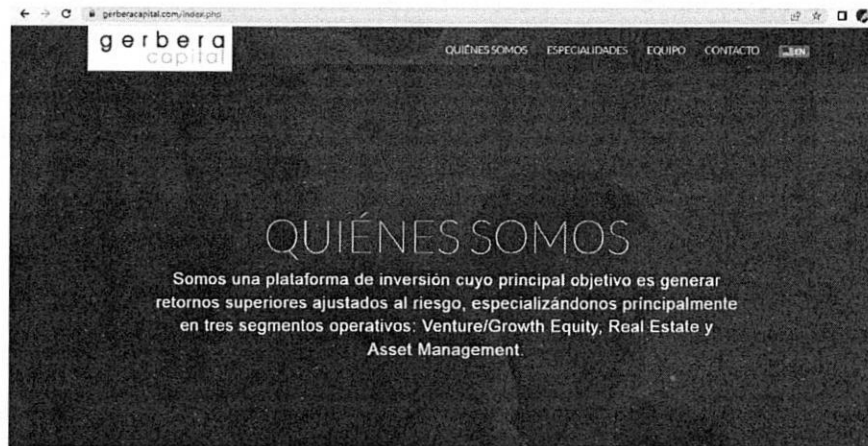 gerberacapital.com/index.php
gerbera
capital
QUIÉNES SOMOS ESPECIALIDADES EQUIPO CONTACTO EN
QUIÉNES SOMOS
Somos una plataforma de inversión cuyo principal objetivo es generar
retornos superiores ajustados al riesgo, especializándonos principalmente
en tres segmentos operativos: Venture/Growth Equity, Real Estate y
Asset Management.